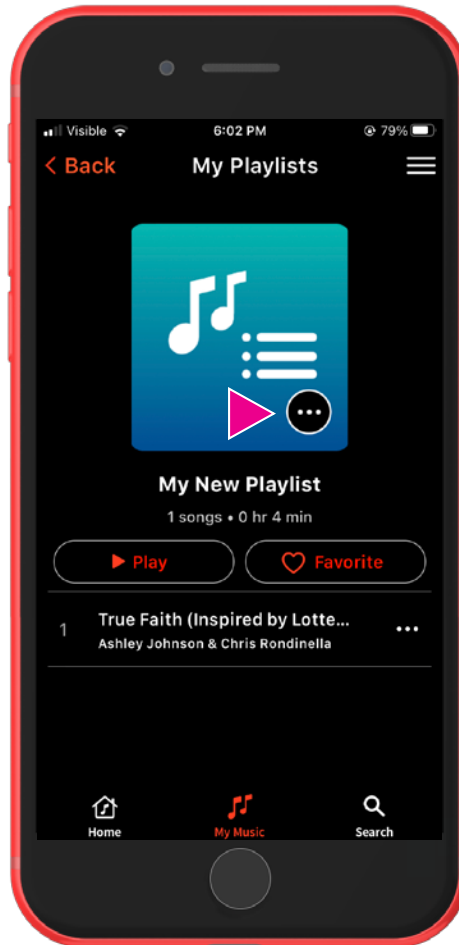 Visible 6:02 PM 79%
Back My Playlists
My New Playlist
1 songs • 0 hr 4 min
Play Favorite
1 True Faith (Inspired by Lotte...
Ashley Johnson & Chris Rondinella
Home My Music Search